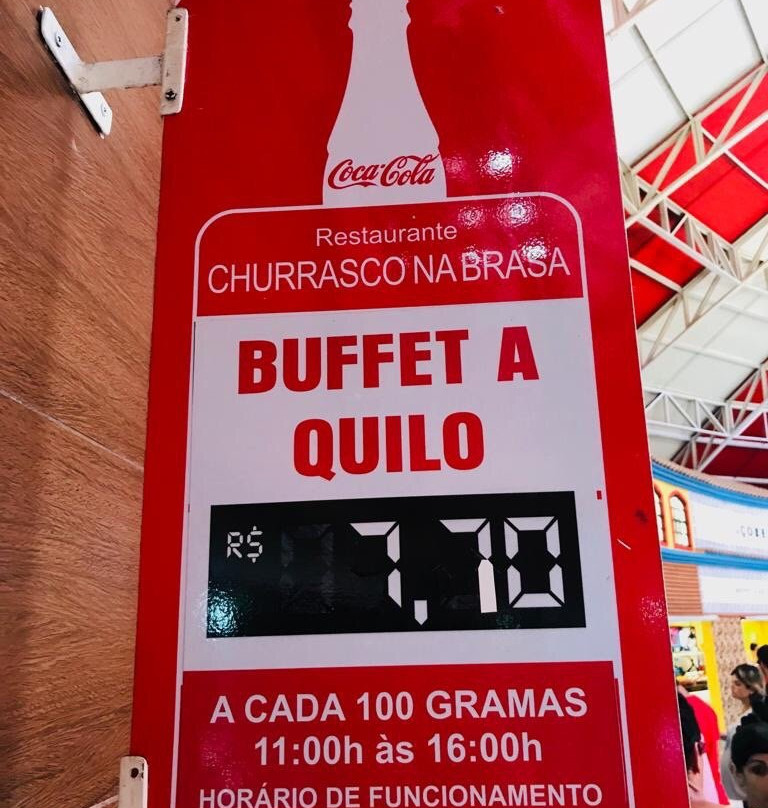 Coca-Cola
Restaurante
CHURRASCO NA BRASA
BUFFET A
QUILO
R$ 7,70
A CADA 100 GRAMAS
11:00h às 16:00h
HORÁRIO DE FUNCIONAMENTO